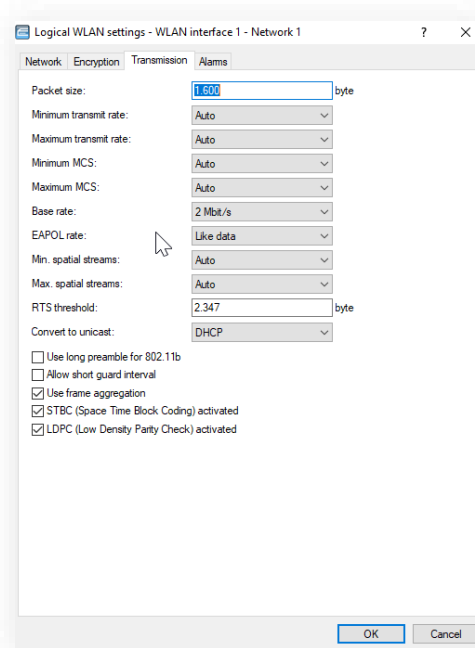 Logical WLAN settings - WLAN interface 1 - Network 1 ?
Network Encryption Transmission Alarms
Packet size: 1.600 byte
Minimum transmit rate: Auto
Maximum transmit rate: Auto
Minimum MCS: Auto
Maximum MCS: Auto
Base rate: 2 Mbit/s
EAPOL rate: Like data
Min. spatial streams: Auto
Max. spatial streams: Auto
RTS threshold: 2.347 byte
Convert to unicast: DHCP
Use long preamble for 802.11b
Allow short guard interval
Use frame aggregation
STBC (Space Time Block Coding) activated
LDPC (Low Density Parity Check) activated
OK Cancel